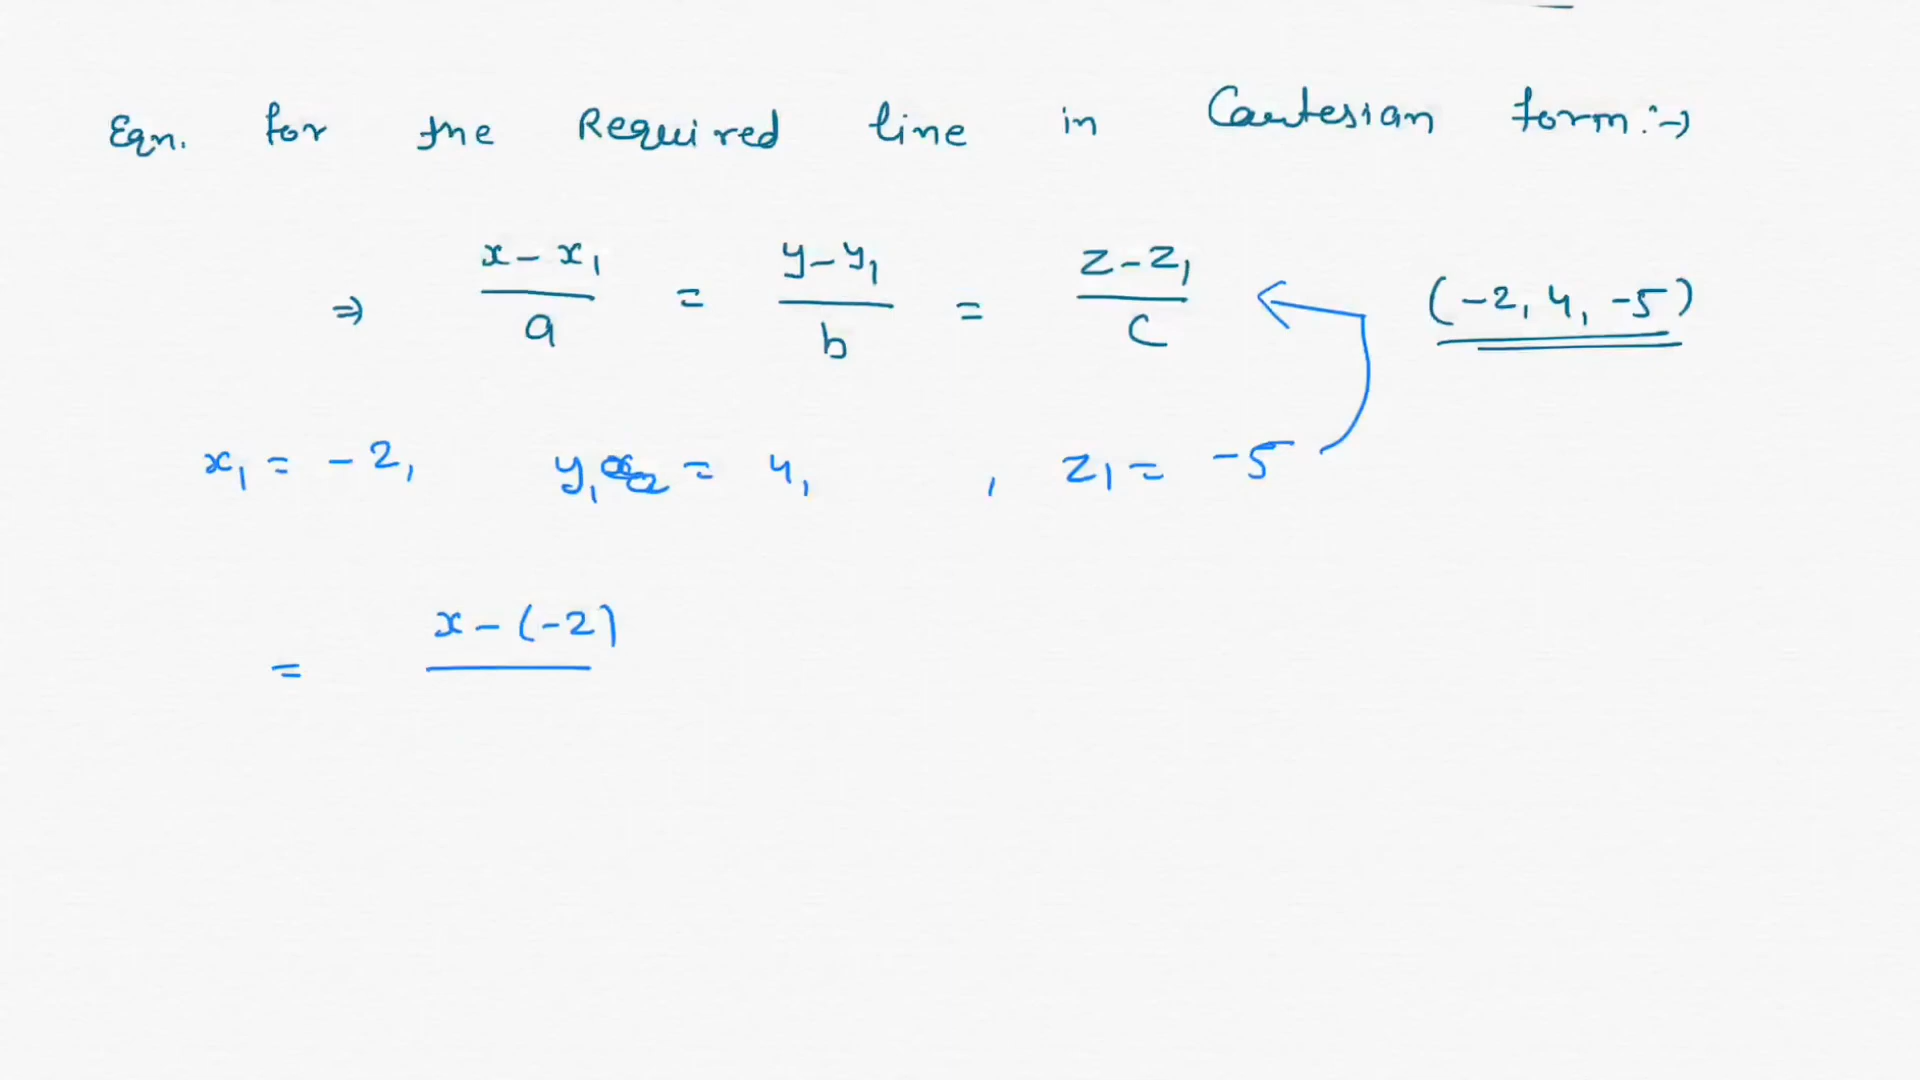 Eqn. for the Required line in Cartesian form :→
⇒ x - x₁ / a = y - y₁ / b = z - z₁ / c (-2, 4, -5)
x₁ = -2, y₁ = 4, , z₁ = -5
= x - (-2)